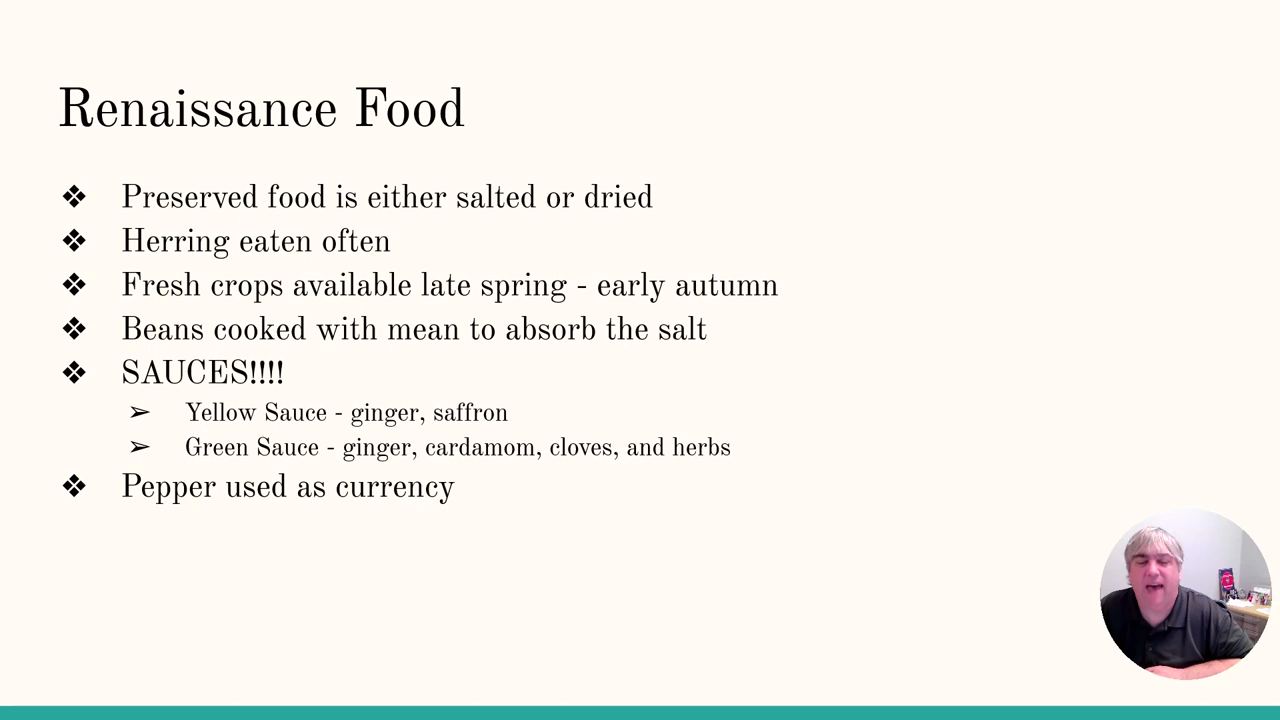 Renaissance Food
❖ Preserved food is either salted or dried
❖ Herring eaten often
❖ Fresh crops available late spring - early autumn
❖ Beans cooked with mean to absorb the salt
❖ SAUCES!!!!
➢ Yellow Sauce - ginger, saffron
➢ Green Sauce - ginger, cardamom, cloves, and herbs
❖ Pepper used as currency